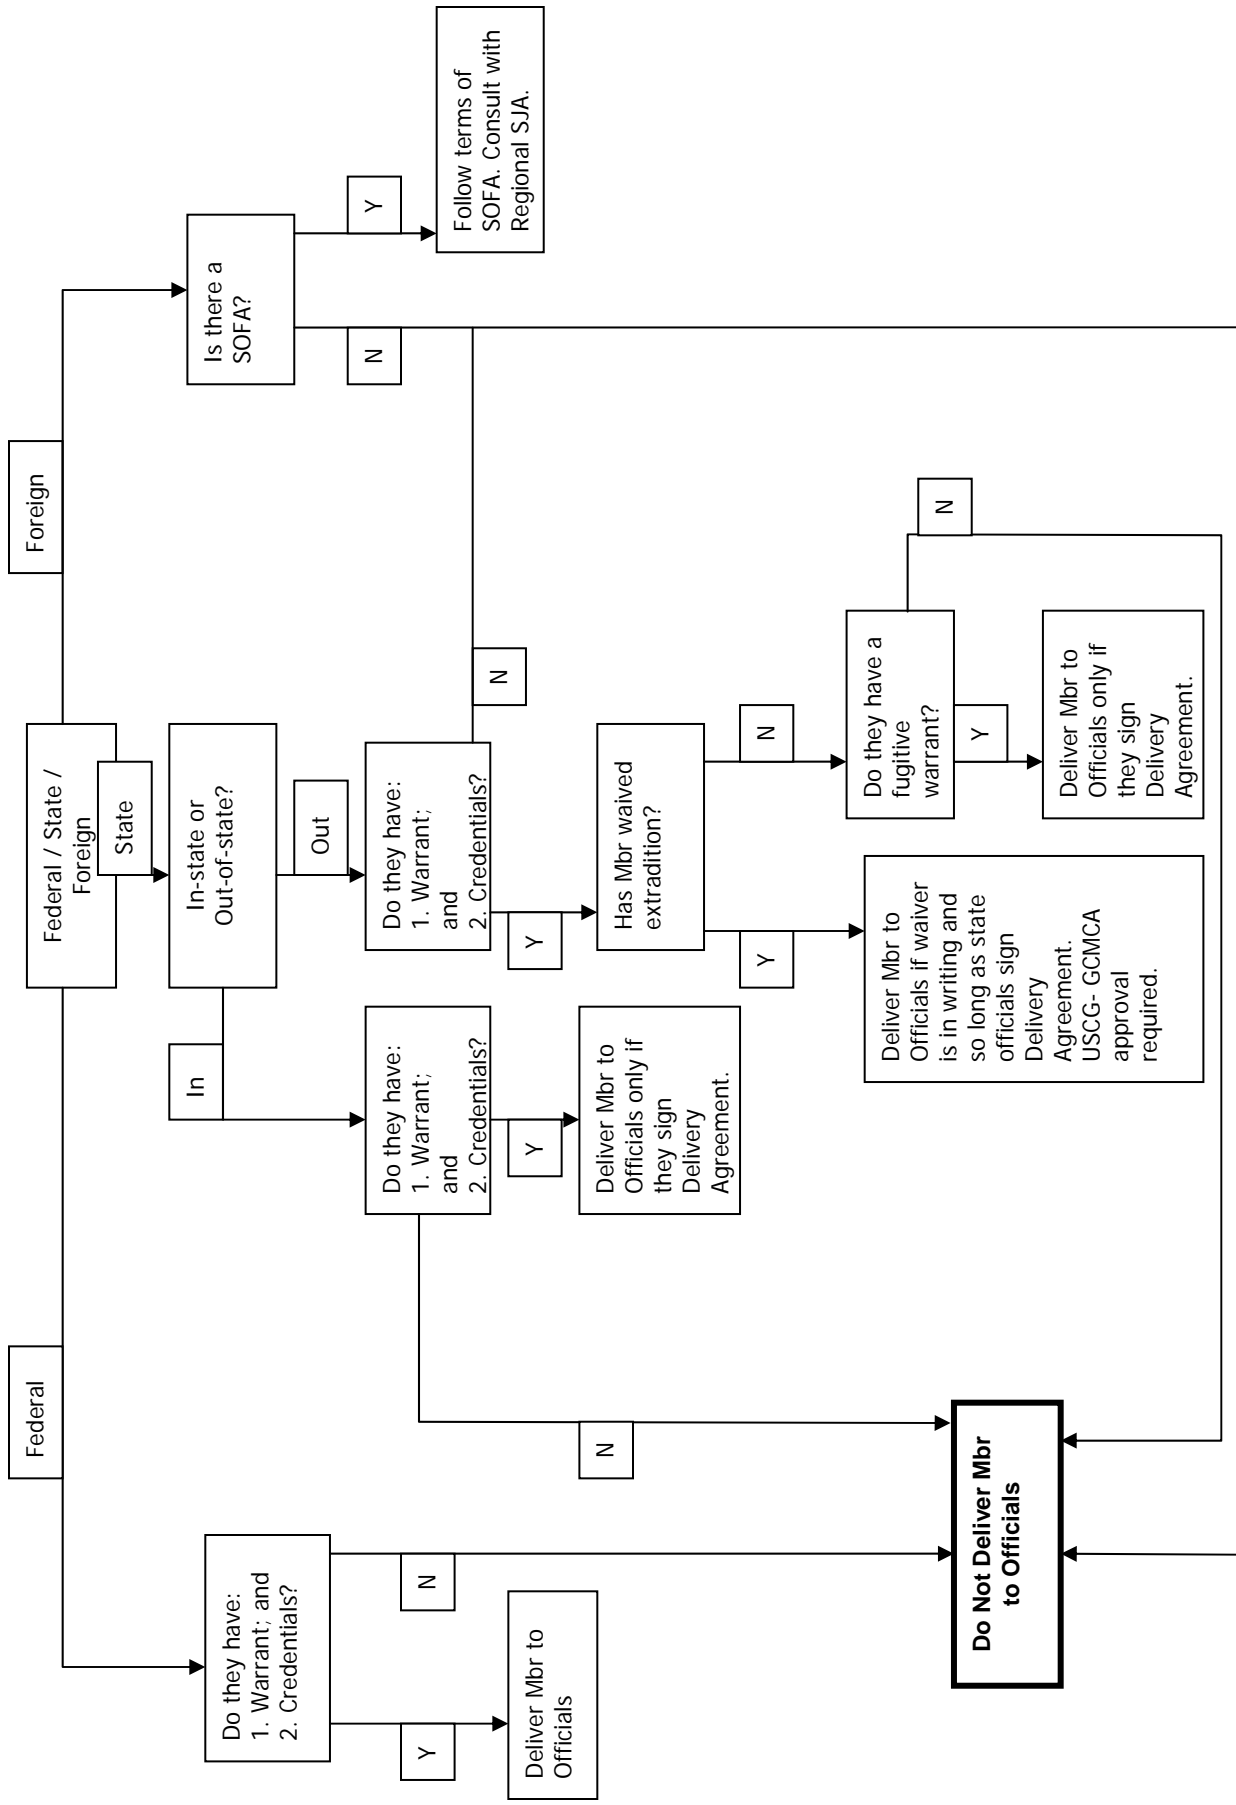 Federal / State /
Foreign
Federal
State
Foreign
Do they have:
1. Warrant; and
2. Credentials?
Y
N
Deliver Mbr to
Officials
In-state or
Out-of-state?
In
Out
Do they have:
1. Warrant;
and
2. Credentials?
N
Y
Deliver Mbr to
Officials only if
they sign
Delivery
Agreement.
Do they have:
1. Warrant;
and
2. Credentials?
Y
N
Has Mbr waived
extradition?
Y
N
Deliver Mbr to
Officials if waiver
is in writing and
so long as state
officials sign
Delivery
Agreement.
USCG- GCMCA
approval
required.
Do they have a
fugitive
warrant?
Y
N
Deliver Mbr to
Officials only if
they sign
Delivery
Agreement.
Is there a
SOFA?
N
Y
Follow terms of
SOFA. Consult with
Regional SJA.
Do Not Deliver Mbr
to Officials